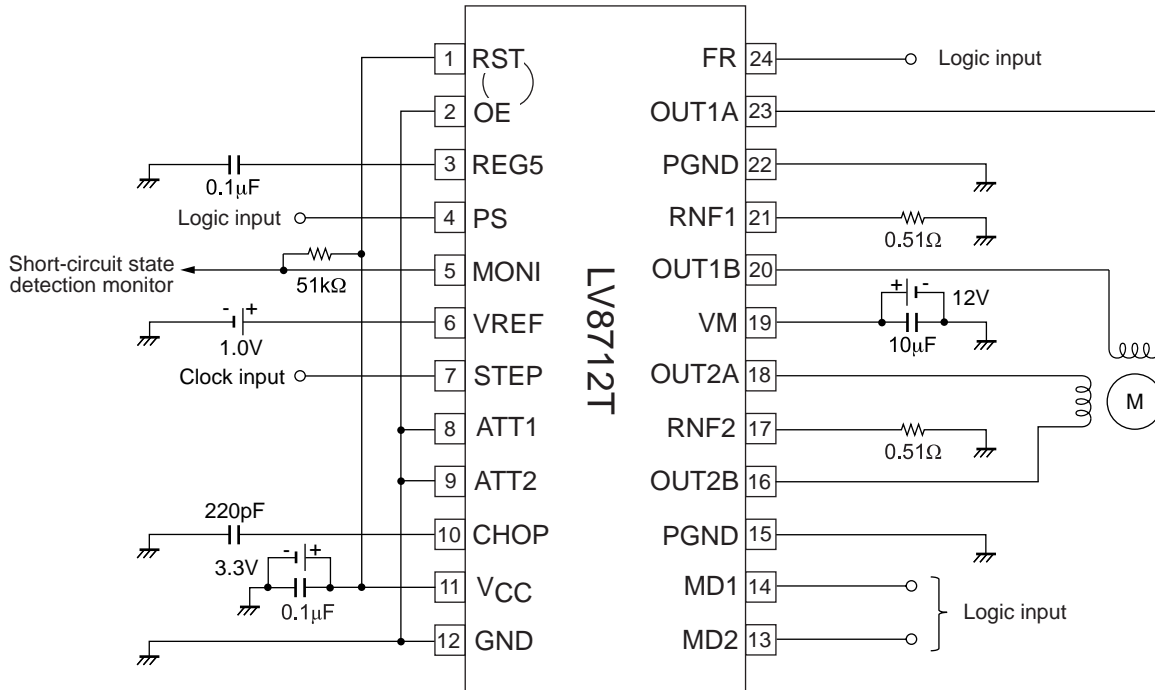 1 RST
2 OE
3 REG5
0.1μF
Logic input
4 PS
Short-circuit state
detection monitor
51kΩ
5 MONI
- +
1.0V
6 VREF
Clock input
7 STEP
8 ATT1
9 ATT2
220pF
10 CHOP
- +
3.3V
0.1μF
11 VCC
12 GND
LV8712T
FR 24
Logic input
OUT1A 23
PGND 22
RNF1 21
0.51Ω
OUT1B 20
+ -
12V
VM 19
10μF
OUT2A 18
M
RNF2 17
0.51Ω
OUT2B 16
PGND 15
MD1 14
Logic input
MD2 13